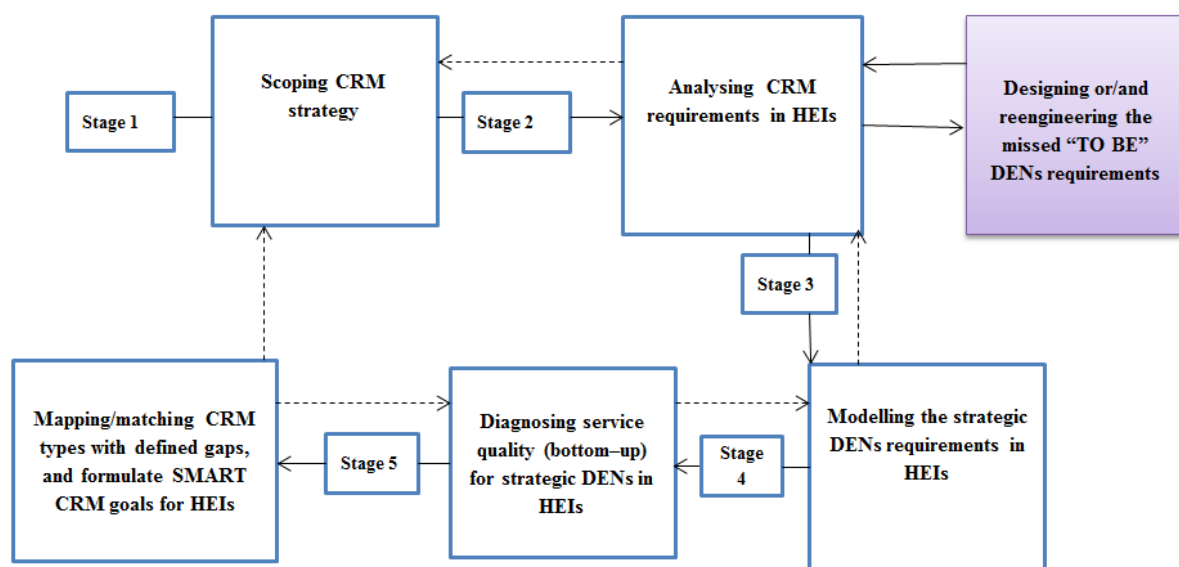 Stage 1
Scoping CRM
strategy
Stage 2
Analysing CRM
requirements in HEIs
Designing or/and
reengineering the
missed “TO BE”
DENs requirements
Stage 3
Mapping/matching CRM
types with defined gaps,
and formulate SMART
CRM goals for HEIs
Stage 5
Diagnosing service
quality (bottom–up)
for strategic DENs in
HEIs
Stage
4
Modelling the strategic
DENs requirements in
HEIs